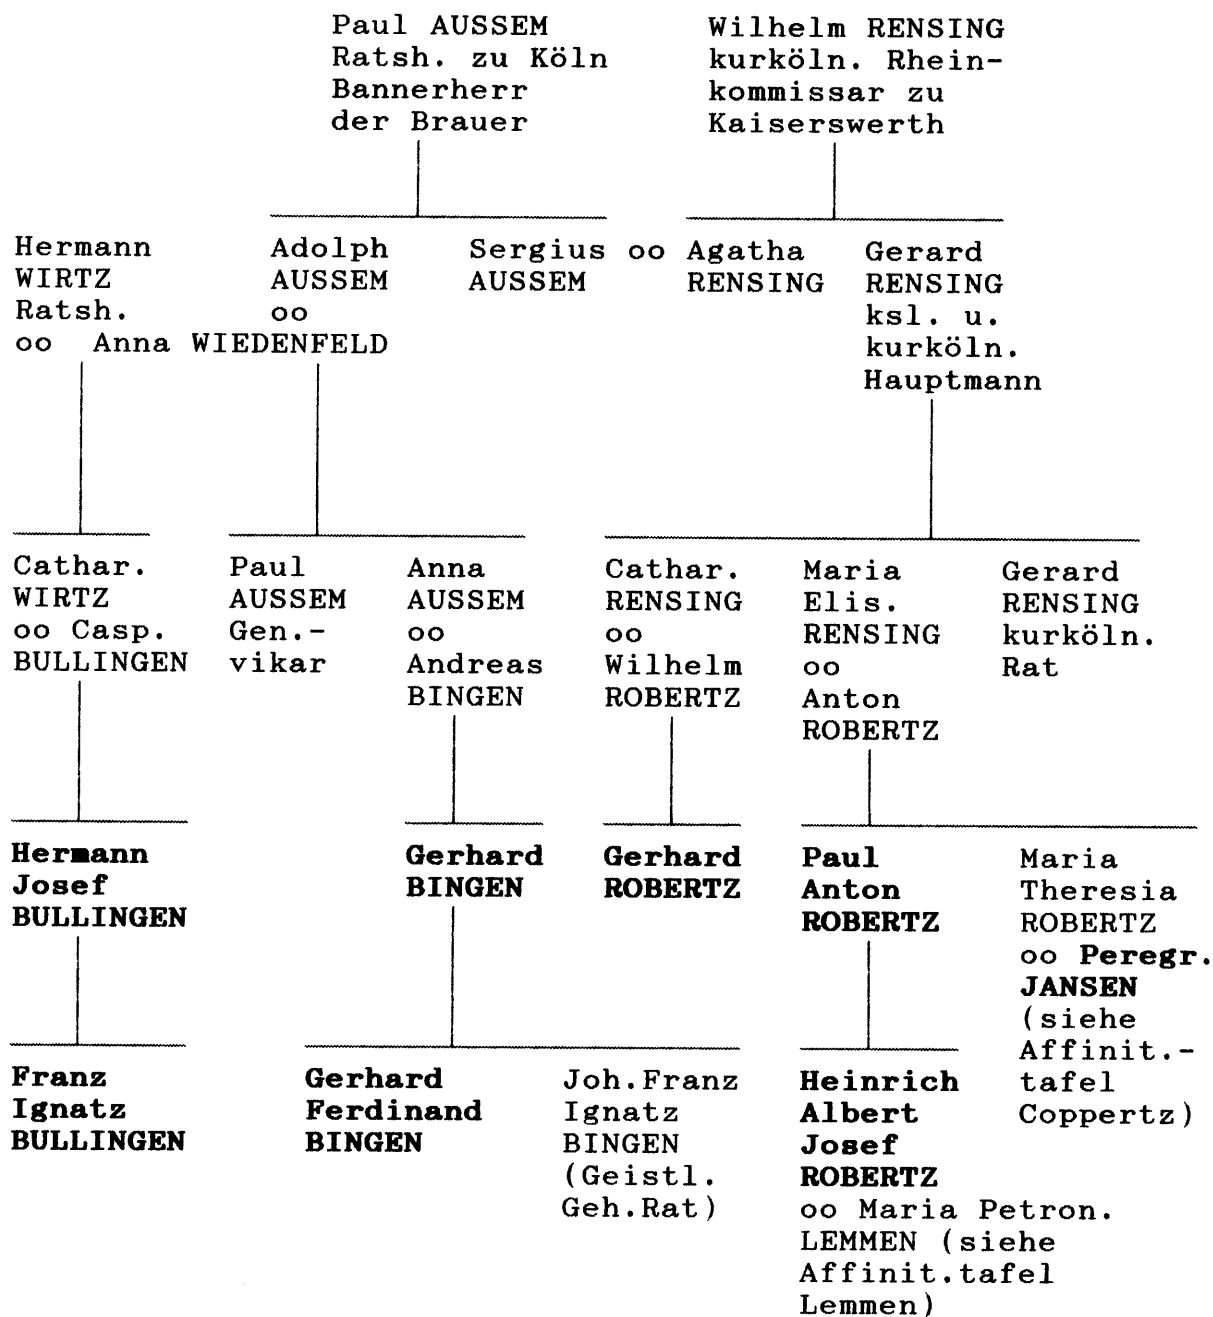 Paul AUSSEM
Ratsh. zu Köln
Bannerherr
der Brauer
Wilhelm RENSING
kurköln. Rhein-
kommissar zu
Kaiserswerth
Hermann
WIRTZ
Ratsh.
oo Anna WIEDENFELD
Adolph
AUSSEM
oo
Sergius oo Agatha
AUSSEM
RENSING
Gerard
RENSING
ksl. u.
kurköln.
Hauptmann
Cathar.
WIRTZ
oo Casp.
BULLINGEN
Paul
AUSSEM
Gen.-
vikar
Anna
AUSSEM
oo
Andreas
BINGEN
Cathar.
RENSING
oo
Wilhelm
ROBERTZ
Maria
Elis.
RENSING
oo
Anton
ROBERTZ
Gerard
RENSING
kurköln.
Rat
Hermann
Josef
BULLINGEN
Gerhard
BINGEN
Gerhard
ROBERTZ
Paul
Anton
ROBERTZ
Maria
Theresia
ROBERTZ
oo Peregr.
JANSEN
(siehe
Affinit.-
tafel
Coppertz)
Franz
Ignatz
BULLINGEN
Gerhard
Ferdinand
BINGEN
Joh.Franz
Ignatz
BINGEN
(Geistl.
Geh.Rat)
Heinrich
Albert
Josef
ROBERTZ
oo Maria Petron.
LEMMEN (siehe
Affinit.tafel
Lemmen)